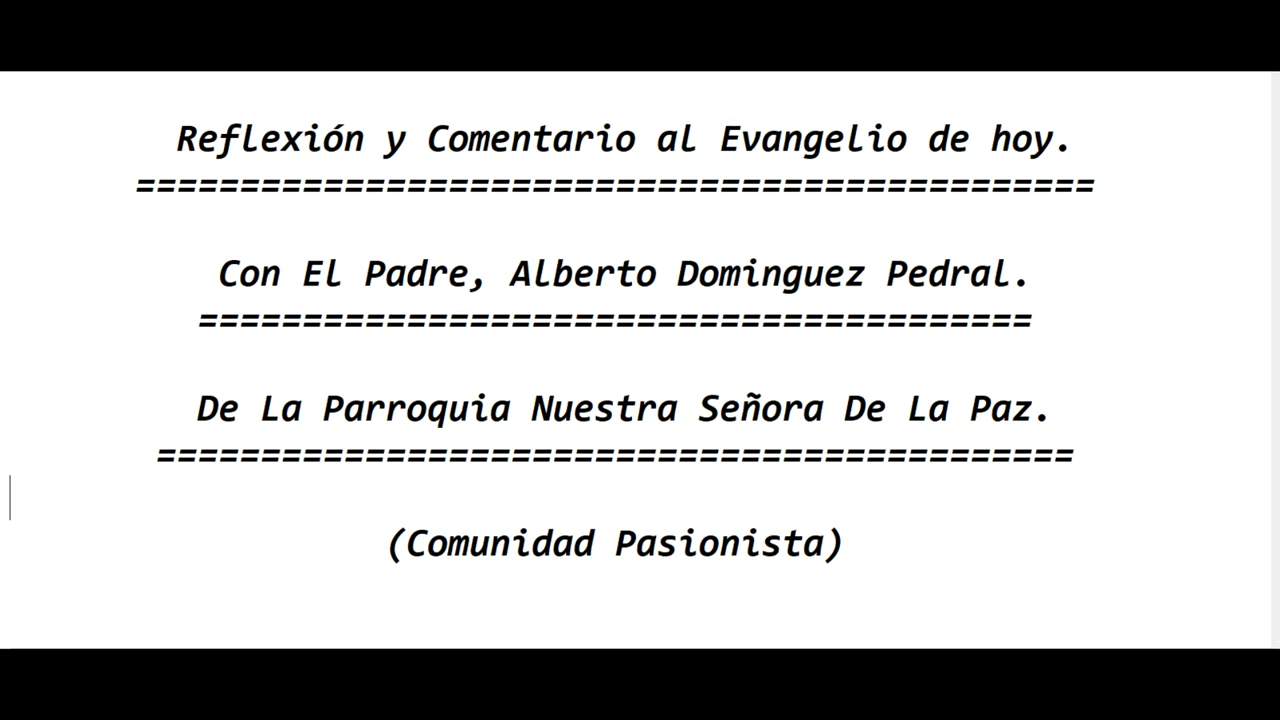 Reflexión y Comentario al Evangelio de hoy.
==============================================
Con El Padre, Alberto Dominguez Pedral.
========================================
De La Parroquia Nuestra Señora De La Paz.
============================================
(Comunidad Pasionista)